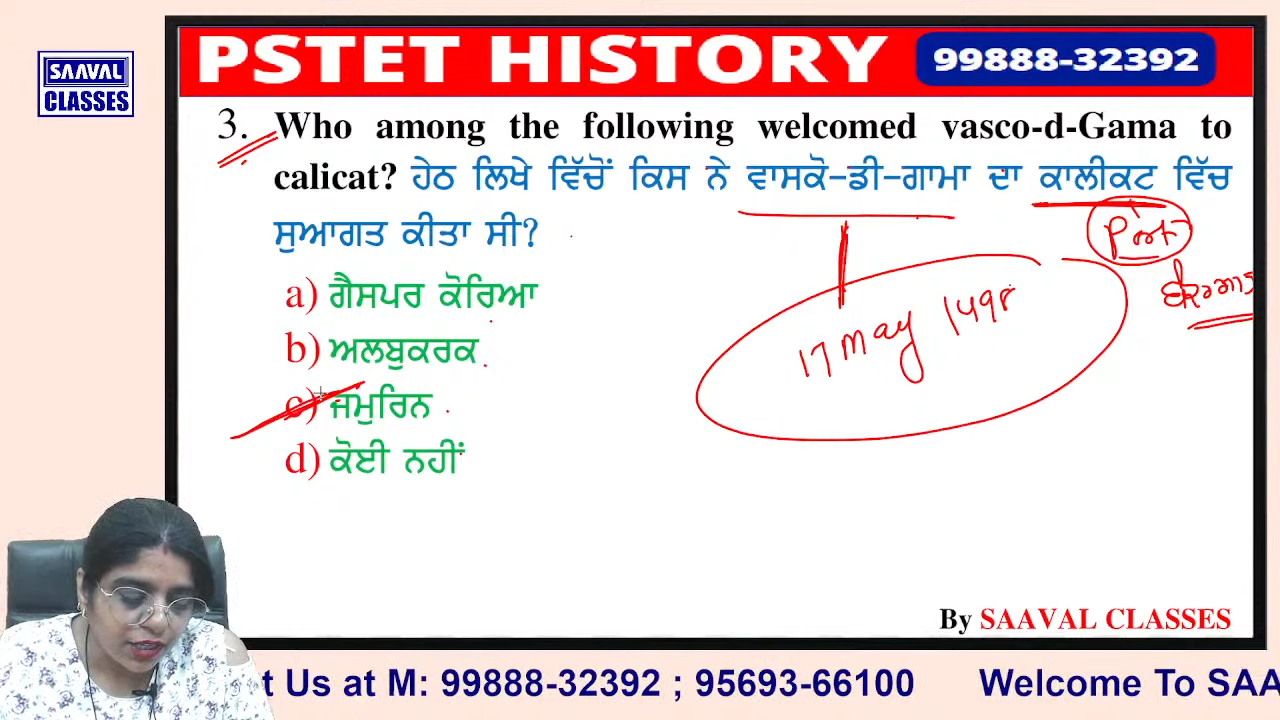 SAAVAL
CLASSES
PSTET HISTORY
99888-32392
3. Who among the following welcomed vasco-d-Gama to
calicat? ਹੇਠ ਲਿਖੇ ਵਿੱਚੋਂ ਕਿਸ ਨੇ ਵਾਸਕੋ-ਡੀ-ਗਾਮਾ ਦਾ ਕਾਲੀਕਟ ਵਿੱਚ
ਸੁਆਗਤ ਕੀਤਾ ਸੀ?
Port
a) ਗੈਸਪਰ ਕੋਰਿਆ
17 May 1498
b) ਅਲਬੁਕਰਕ
c) ਜਮੁਰਿਨ
d) ਕੋਈ ਨਹੀਂ
By SAAVAL CLASSES
t Us at M: 99888-32392 ; 95693-66100 Welcome To SAA